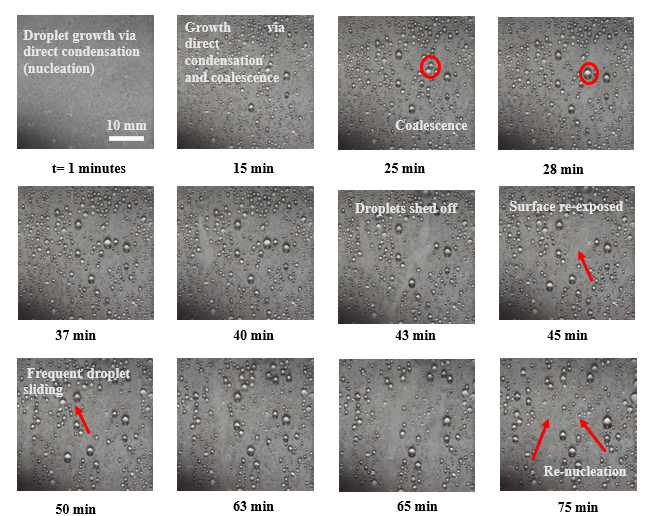 Droplet growth via
direct condensation
(nucleation)
10 mm
Growth via
direct
condensation
and coalescence
Coalescence
t= 1 minutes
15 min
25 min
28 min
Droplets shed off
Surface re-exposed
37 min
40 min
43 min
45 min
Frequent droplet
sliding
Re-nucleation
50 min
63 min
65 min
75 min